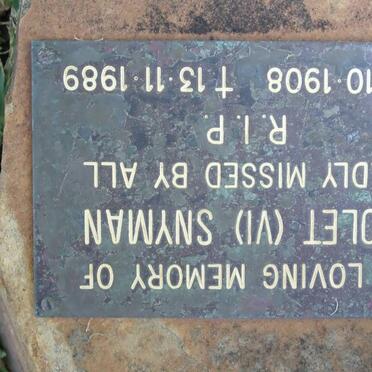 LOVING MEMORY OF
OLET (VI) SNYMAN
DLY MISSED BY ALL
R.I.P.
10·1908 †13·11·1989